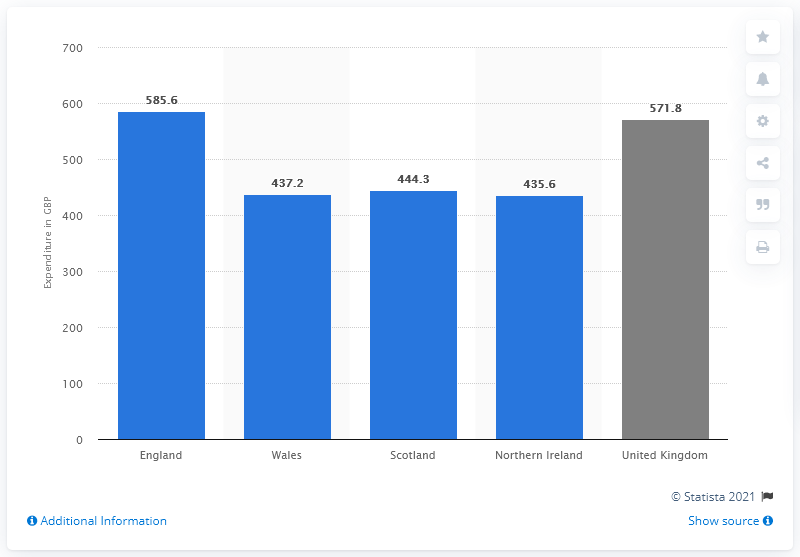 700
600
500
400
300
200
100
0
Expenditure in GBP
585.6
437.2
444.3
435.6
571.8
England
Wales
Scotland
Northern Ireland
United Kingdom
© Statista 2021
Additional Information
Show source